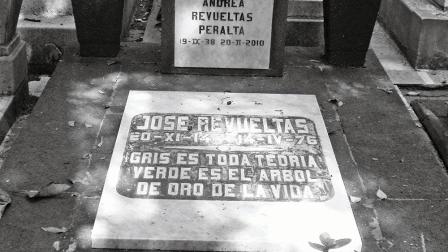 ANDREA
REVUELTAS
PERALTA
19-IX-38 20-II-2010
JOSE REVUELTAS
20-XI-14 14-IV-76
GRIS ES TODA TEORIA
VERDE ES EL ARBOL
DE ORO DE LA VIDA